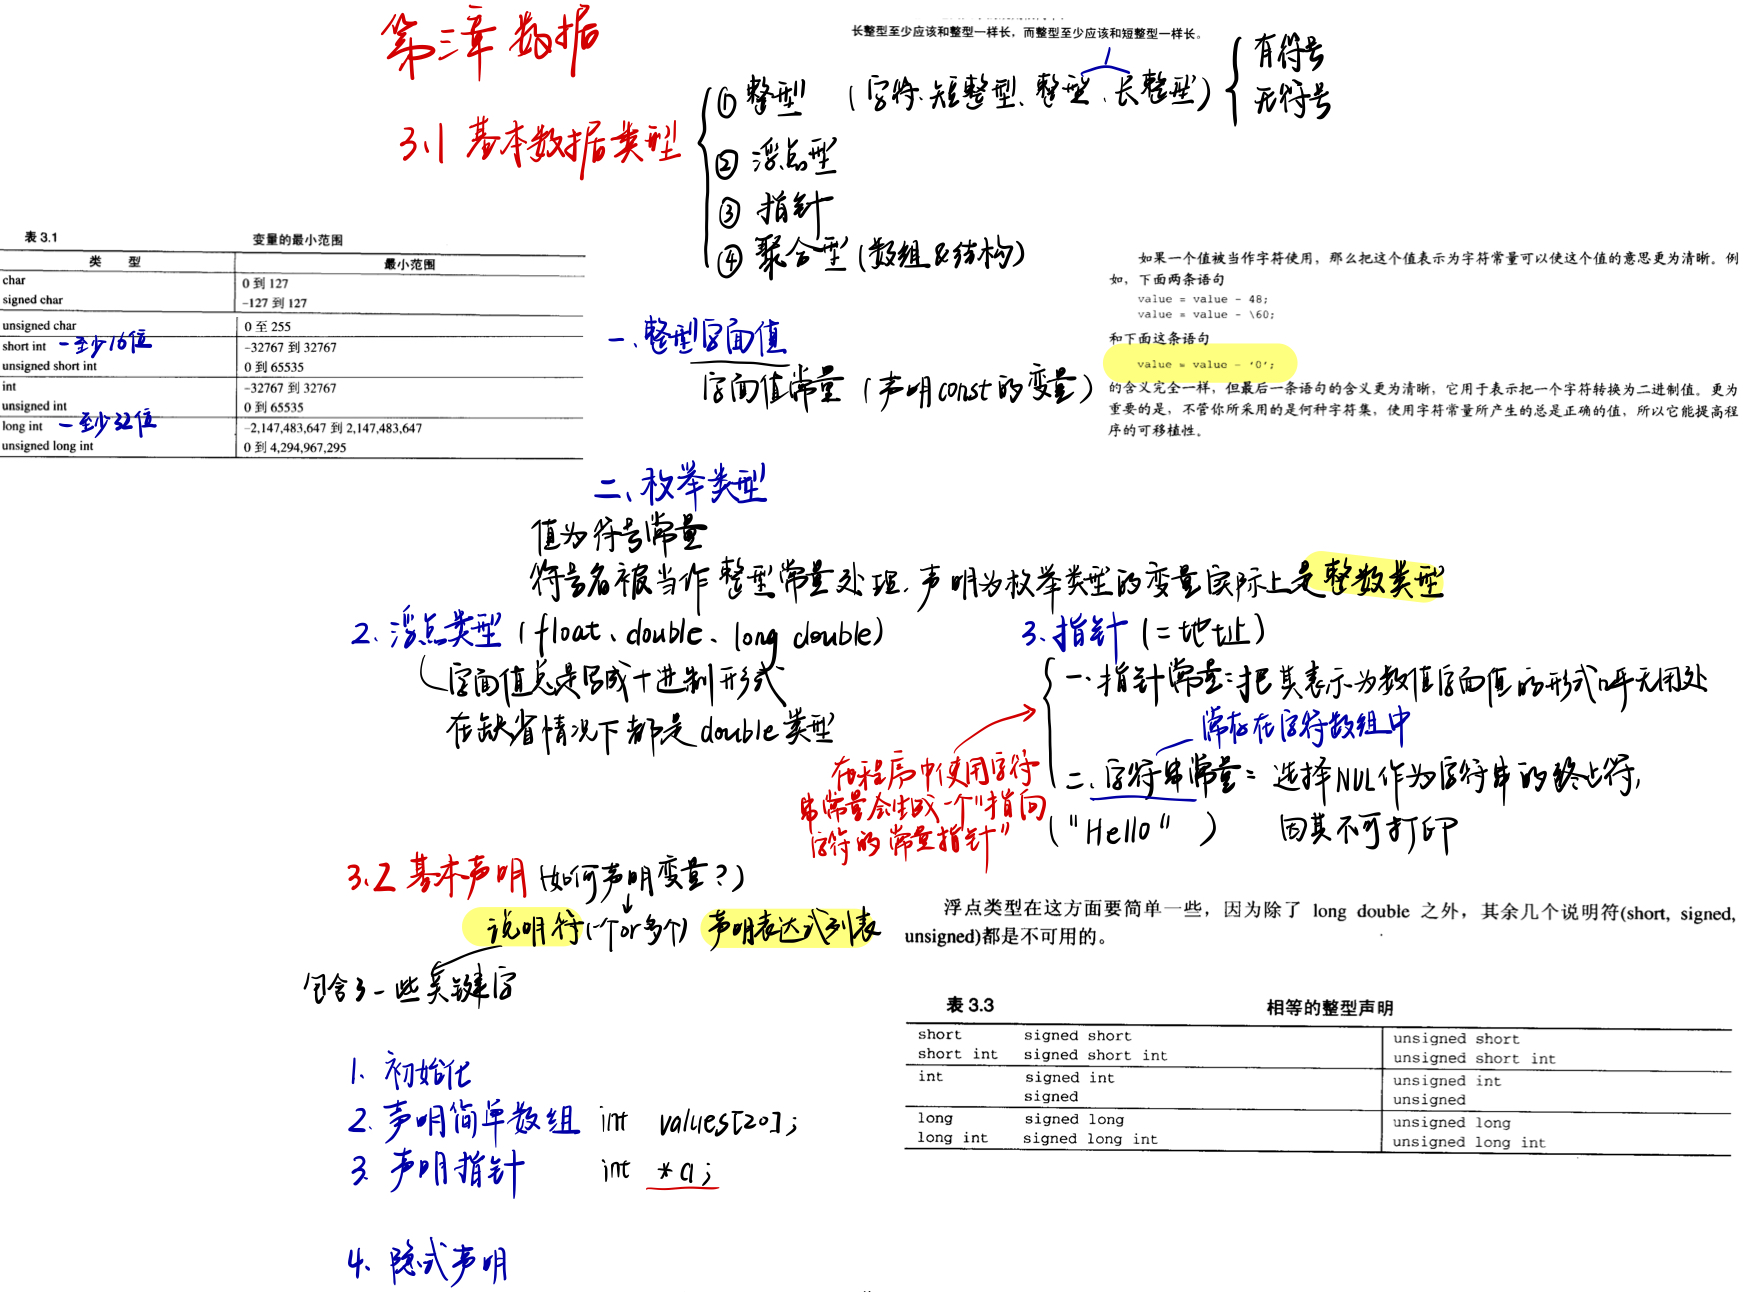 第三章 数据
长整型至少应该和整型一样长，而整型至少应该和短整型一样长。
3.1 基本数据类型
① 整型 (字符、短整型、整型、长整型)
有符号
无符号
② 浮点型
③ 指针
④ 聚合型 (数组&结构)
表 3.1 变量的最小范围
类 型 最小范围
char 0 到 127
signed char -127 到 127
unsigned char 0 至 255
short int -至少16位 -32767 到 32767
unsigned short int 0 到 65535
int -32767 到 32767
unsigned int 0 到 65535
long int -至少32位 -2,147,483,647 到 2,147,483,647
unsigned long int 0 到 4,294,967,295
一、整型字面值
字面值常量 (声明const的变量)
如果一个值被当作字符使用，那么把这个值表示为字符常量可以使这个值的意思更为清晰。例
如，下面两条语句
value = value - 48;
value = value - \60;
和下面这条语句
value = value - '0';
的含义完全一样，但最后一条语句的含义更为清晰，它用于表示把一个字符转换为二进制值。更为
重要的是，不管你所采用的是何种字符集，使用字符常量所产生的总是正确的值，所以它能提高程
序的可移植性。
二、枚举类型
值为符号常量
符号名被当作整型常量处理，声明为枚举类型的变量实际上是整数类型
2. 浮点类型 (float、double、long double)
字面值总是写成十进制形式
在缺省情况下都是double类型
3. 指针 (=地址)
一、指针常量：把其表示为数值字面值的形式几乎无用处
常存在字符数组中
二、字符串常量：选择NUL作为字符串的终止符，
("Hello") 因其不可打印
在程序中使用字符
串常量会生成一个"指向
字符的常量指针"
3.2 基本声明 (如何声明变量?)
说明符(一个or多个) 声明表达式列表
包含了一些关键字
浮点类型在这方面要简单一些，因为除了 long double 之外，其余几个说明符(short, signed,
unsigned)都是不可用的。
表 3.3 相等的整型声明
short signed short unsigned short
short int signed short int unsigned short int
int signed int unsigned int
signed unsigned
long signed long unsigned long
long int signed long int unsigned long int
1. 初始化
2. 声明简单数组 int values[20];
3. 声明指针 int *a;
4. 隐式声明